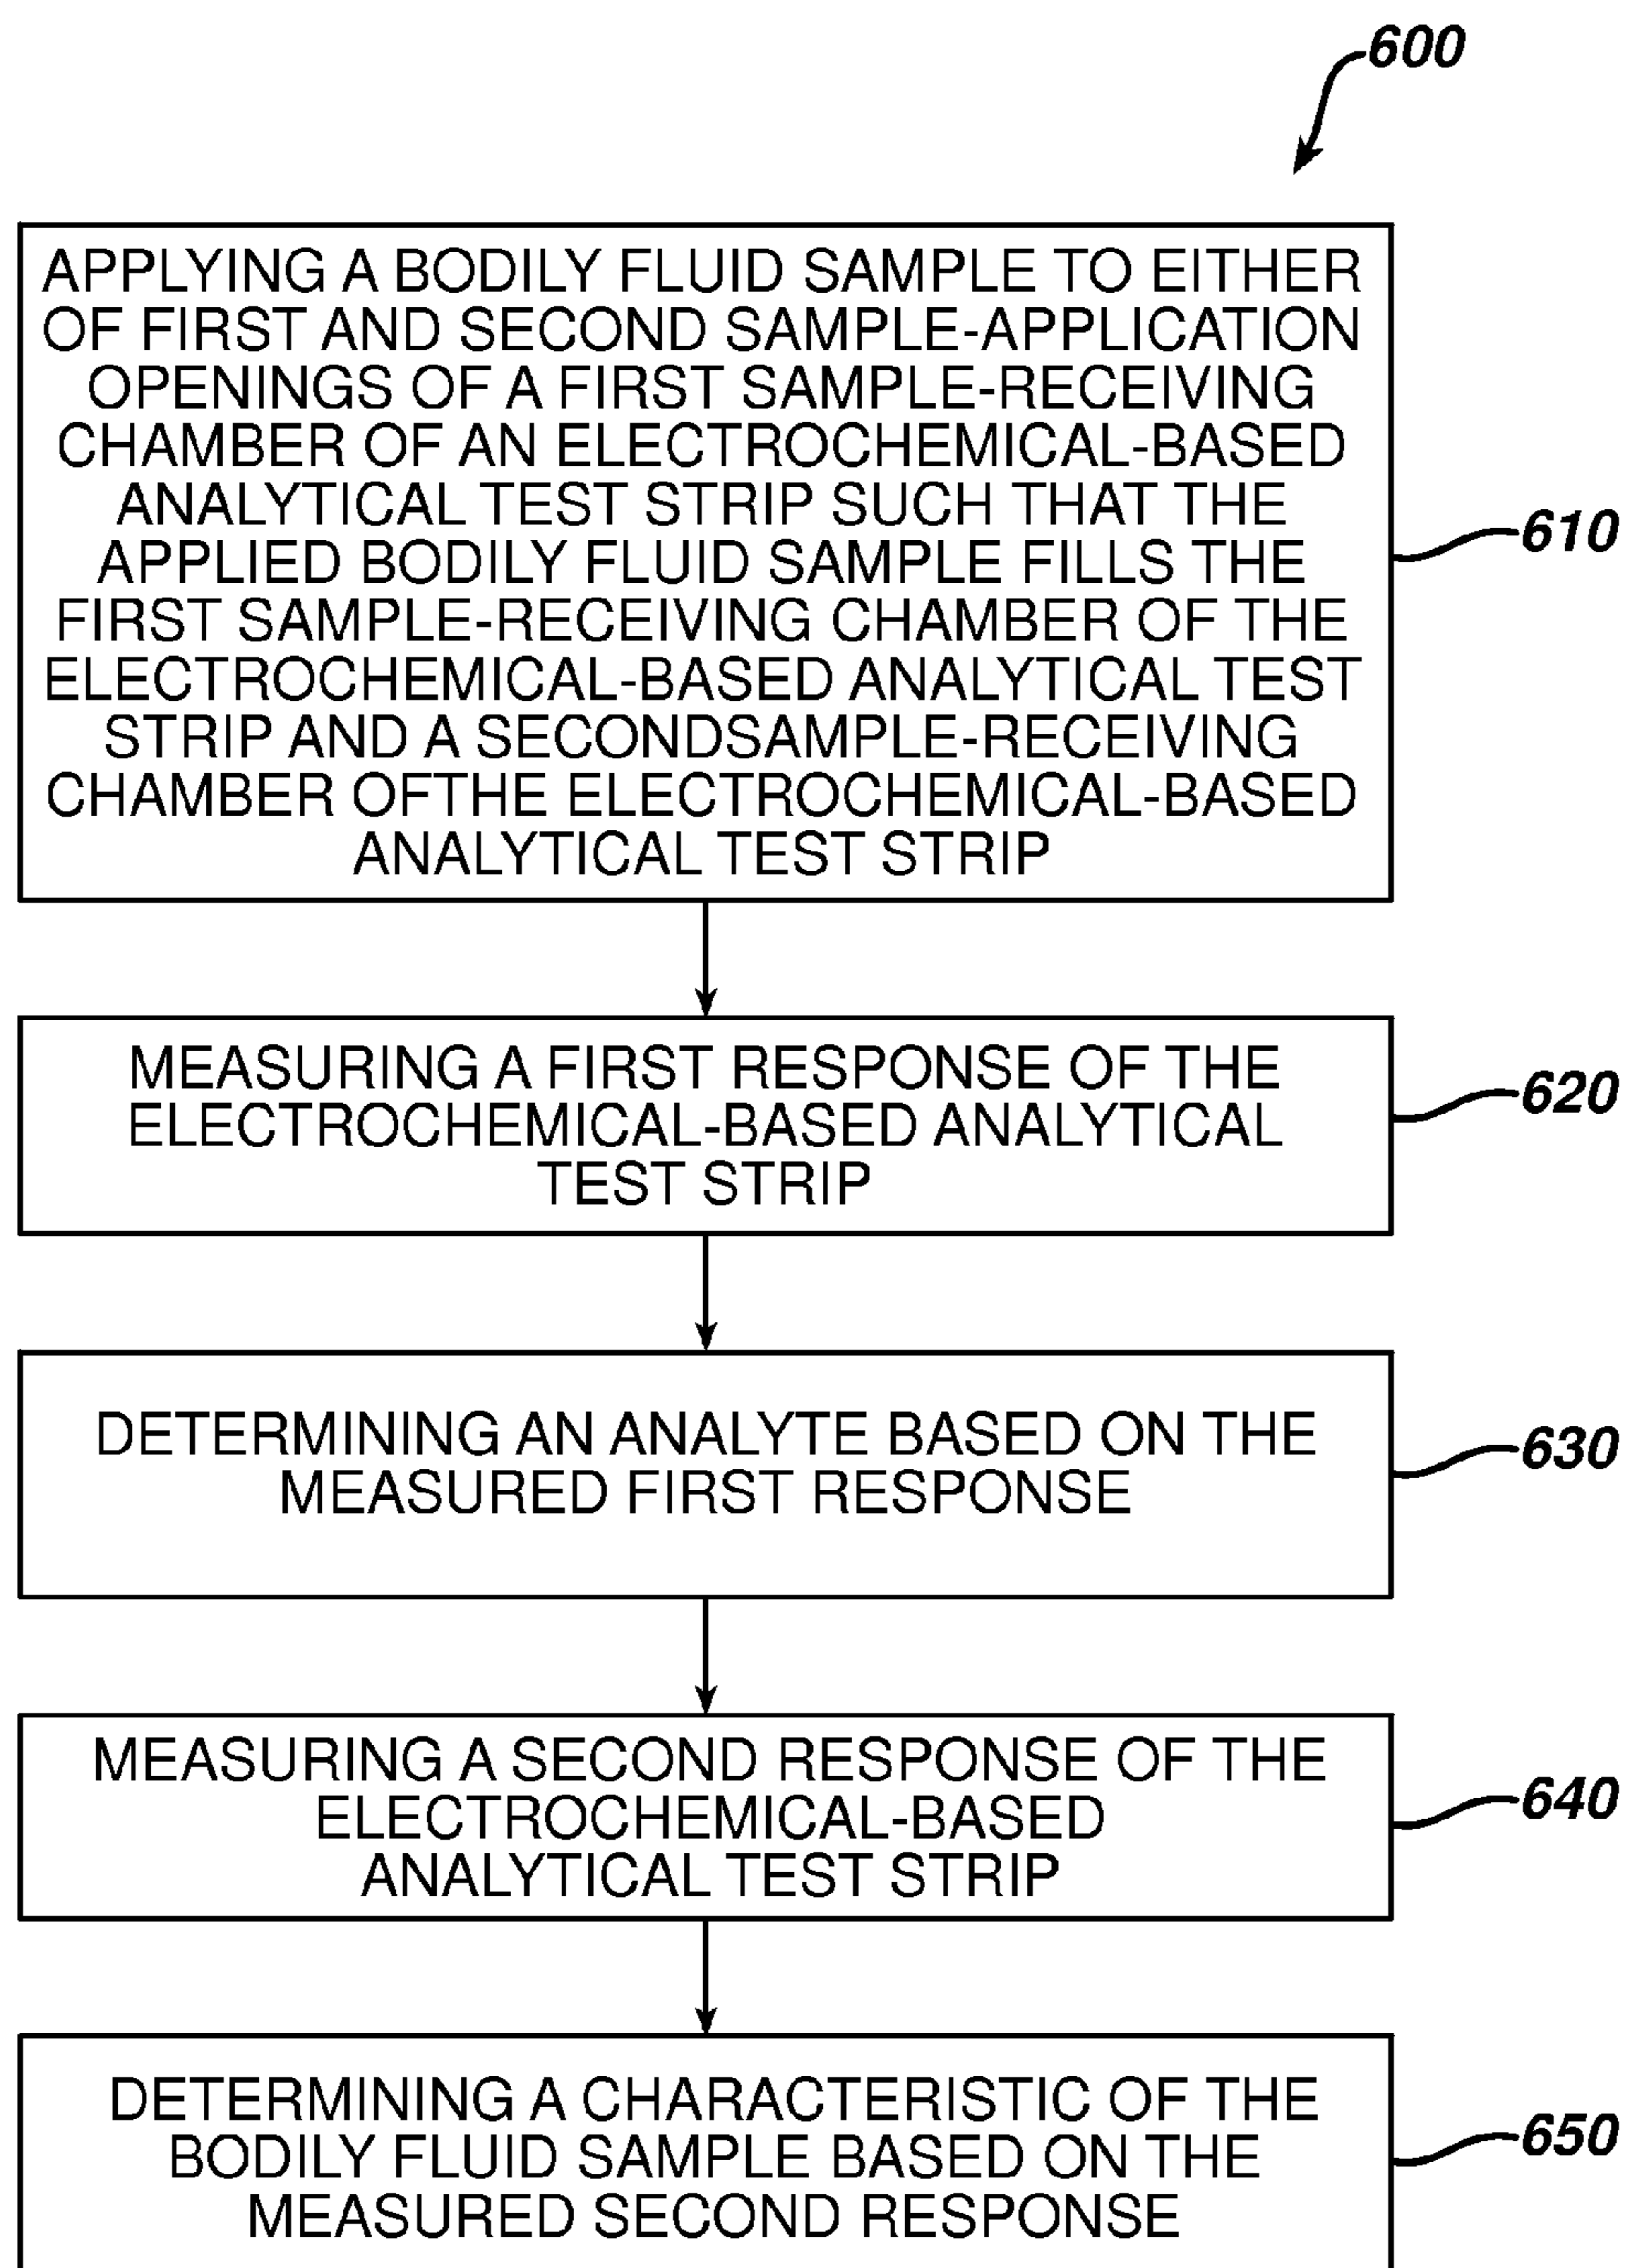 600
APPLYING A BODILY FLUID SAMPLE TO EITHER
OF FIRST AND SECOND SAMPLE-APPLICATION
OPENINGS OF A FIRST SAMPLE-RECEIVING
CHAMBER OF AN ELECTROCHEMICAL-BASED
ANALYTICAL TEST STRIP SUCH THAT THE
APPLIED BODILY FLUID SAMPLE FILLS THE
FIRST SAMPLE-RECEIVING CHAMBER OF THE
ELECTROCHEMICAL-BASED ANALYTICAL TEST
STRIP AND A SECONDSAMPLE-RECEIVING
CHAMBER OFTHE ELECTROCHEMICAL-BASED
ANALYTICAL TEST STRIP
610
MEASURING A FIRST RESPONSE OF THE
ELECTROCHEMICAL-BASED ANALYTICAL
TEST STRIP
620
DETERMINING AN ANALYTE BASED ON THE
MEASURED FIRST RESPONSE
630
MEASURING A SECOND RESPONSE OF THE
ELECTROCHEMICAL-BASED
ANALYTICAL TEST STRIP
640
DETERMINING A CHARACTERISTIC OF THE
BODILY FLUID SAMPLE BASED ON THE
MEASURED SECOND RESPONSE
650